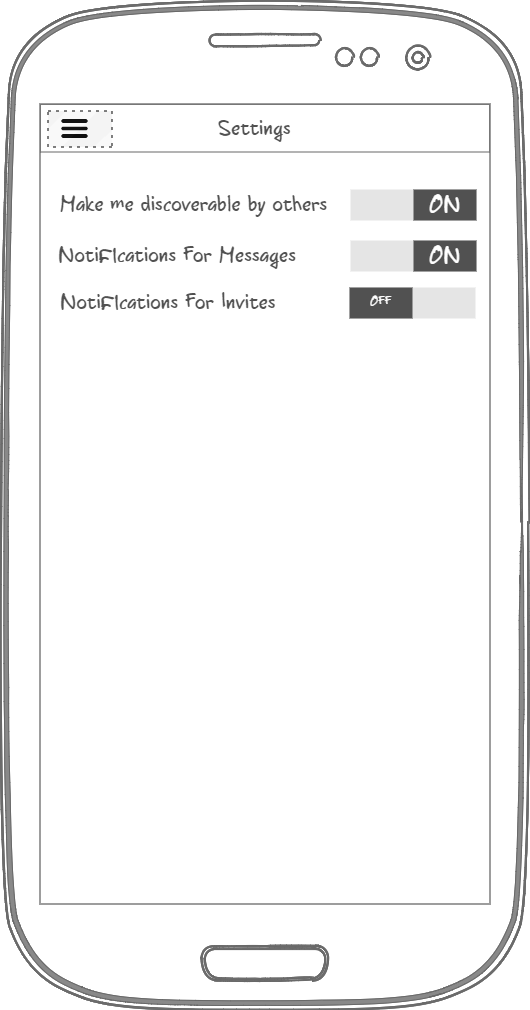 Settings
Make me discoverable by others ON
NotiFIcations For Messages ON
NotiFIcations For Invites OFF